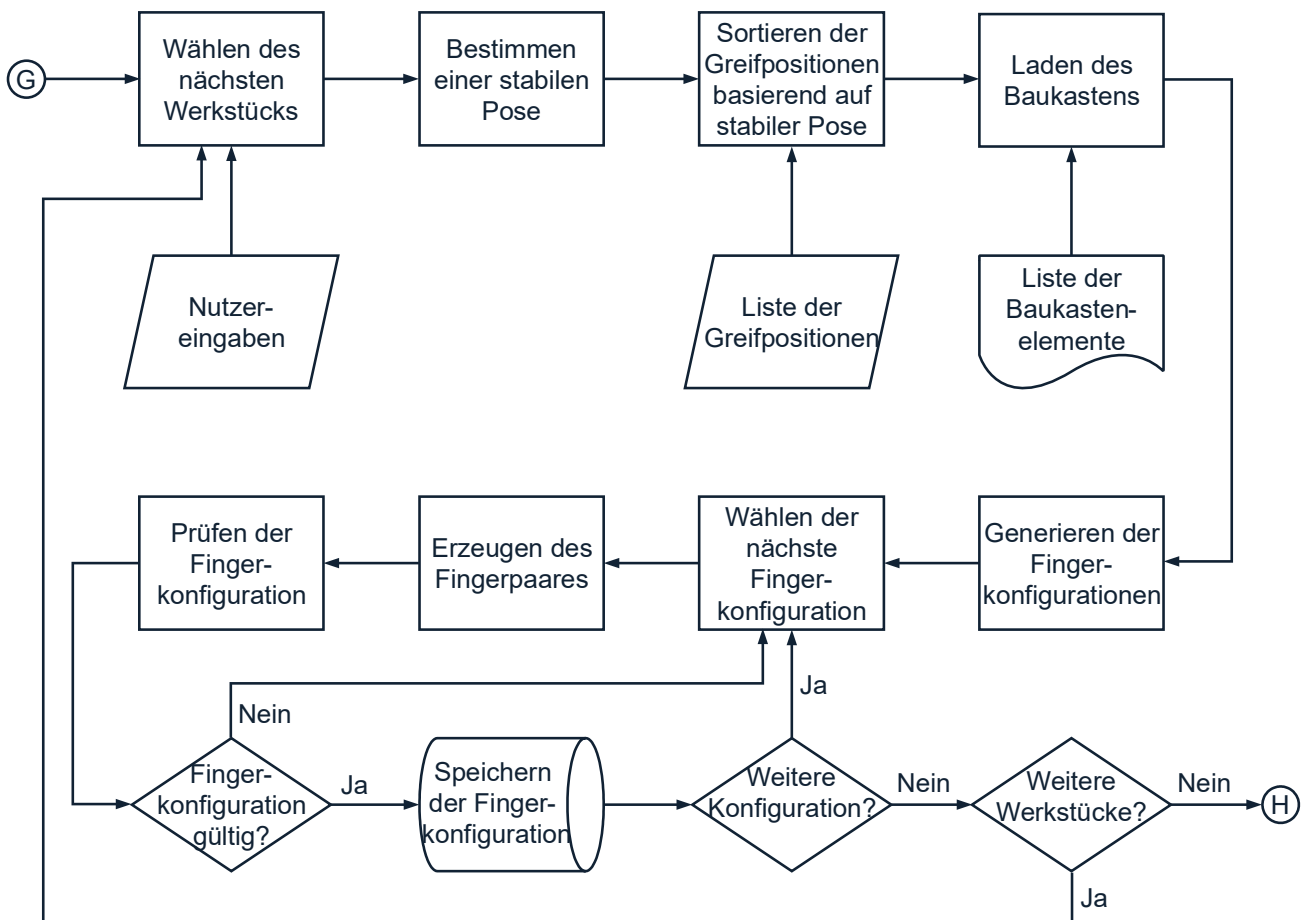 G
Wählen des
nächsten
Werkstücks
Bestimmen
einer stabilen
Pose
Sortieren der
Greifpositionen
basierend auf
stabiler Pose
Laden des
Baukastens
Nutzer-
eingaben
Liste der
Greifpositionen
Liste der
Baukasten-
elemente
Prüfen der
Finger-
konfiguration
Erzeugen des
Fingerpaares
Wählen der
nächste
Finger-
konfiguration
Generieren der
Finger-
konfigurationen
Nein
Ja
Finger-
konfiguration
gültig?
Ja
Speichern
der Finger-
konfiguration
Weitere
Konfiguration?
Nein
Weitere
Werkstücke?
Nein
H
Ja